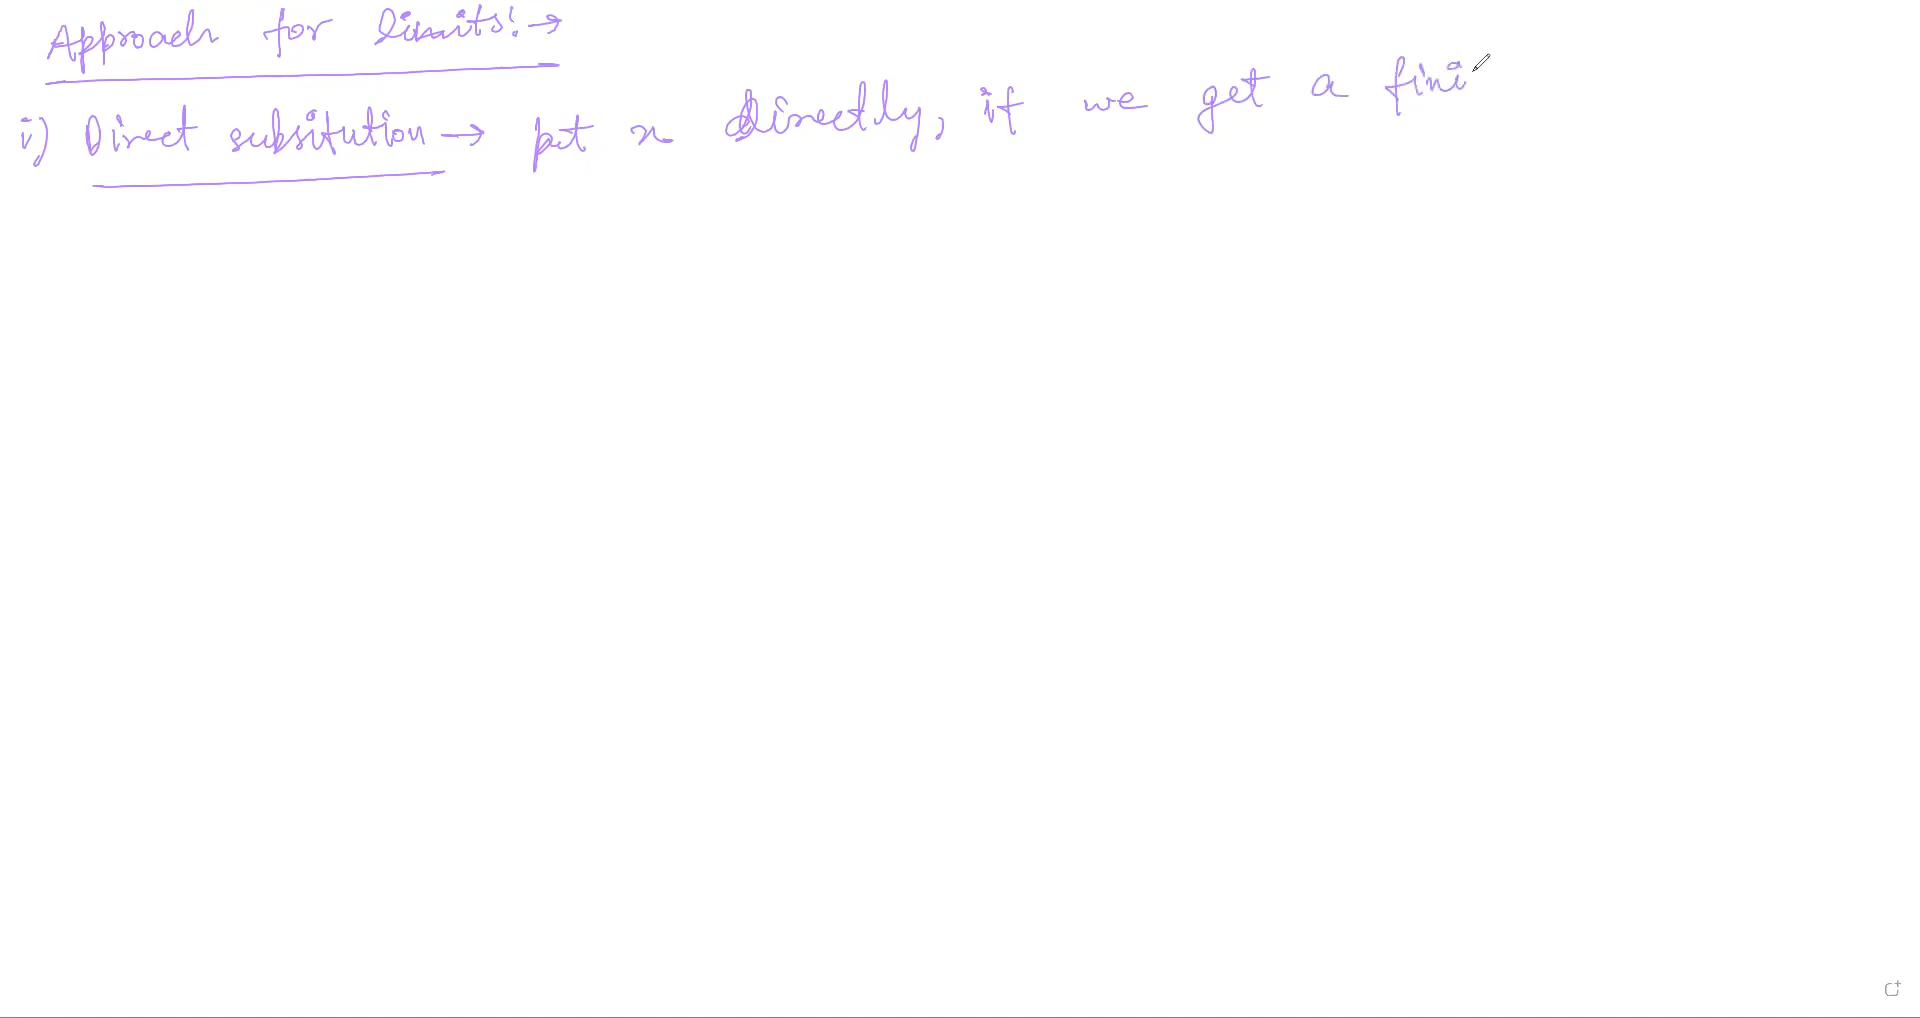 Approach for limits:→
i) Direct subsitution → put x directly, if we get a fini